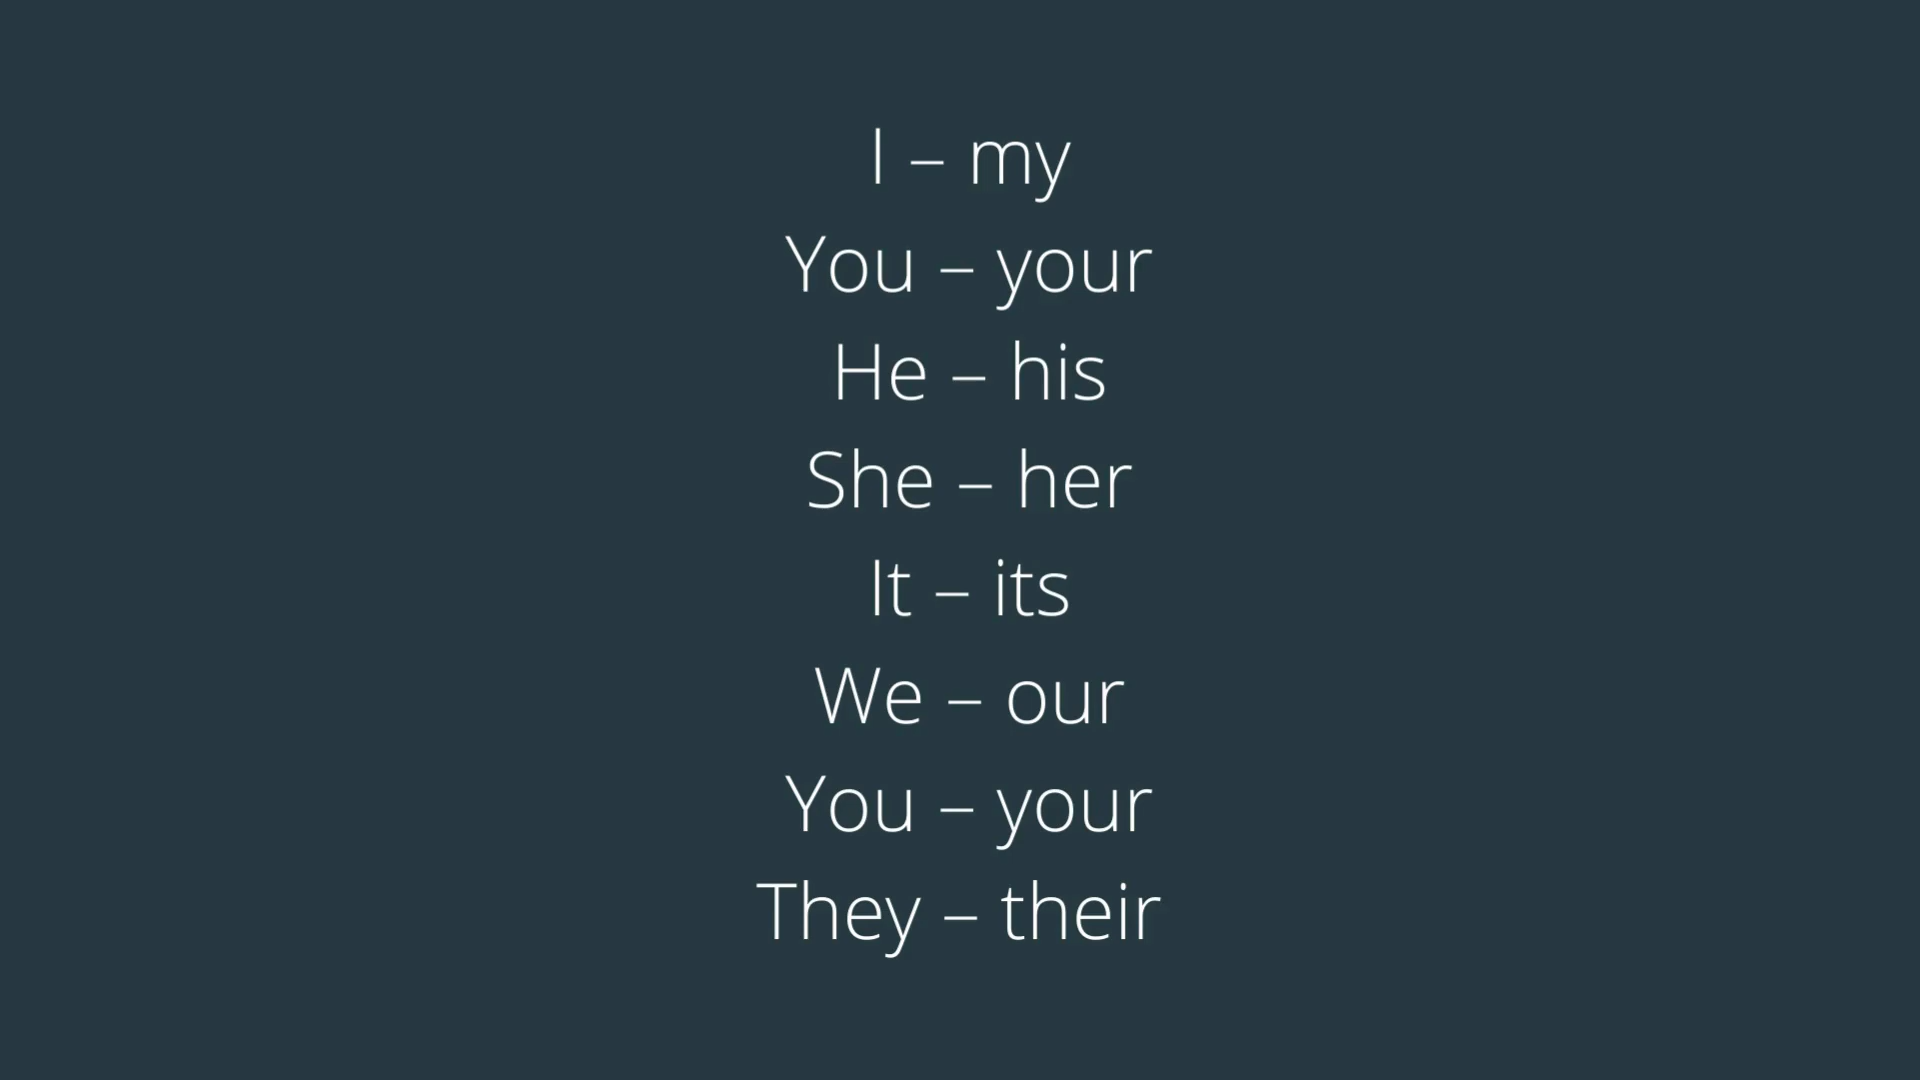 I – my
You – your
He – his
She – her
It – its
We – our
You – your
They – their